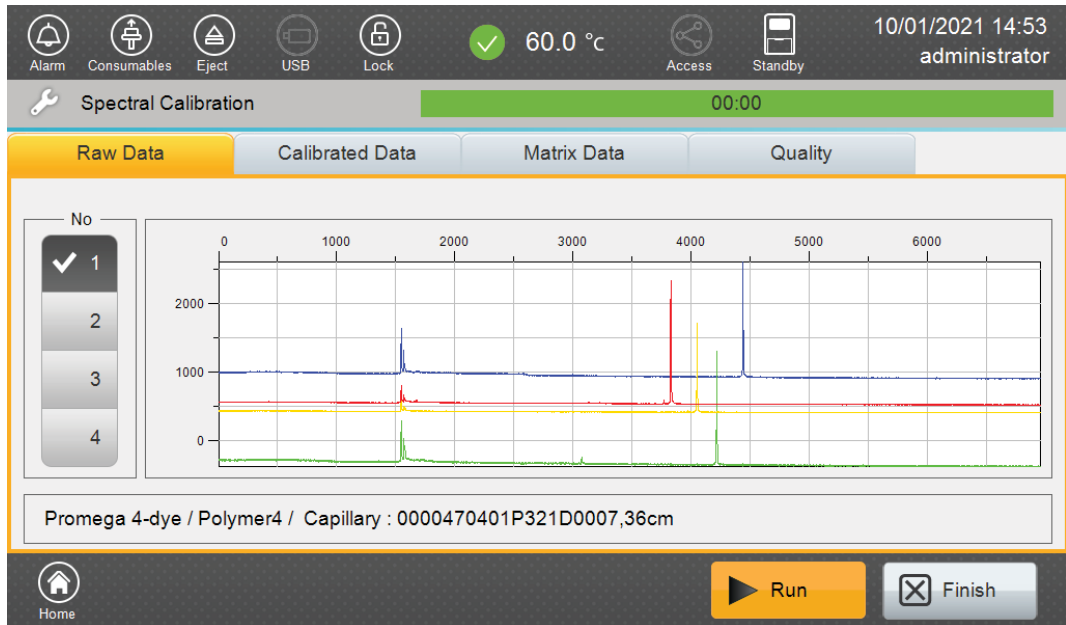 Alarm Consumables Eject USB Lock 60.0 °c Access Standby 10/01/2021 14:53
administrator
Spectral Calibration 00:00
Raw Data Calibrated Data Matrix Data Quality
No
0 1000 2000 3000 4000 5000 6000
1
2
3
4
2000
1000
0
Promega 4-dye / Polymer4 / Capillary : 0000470401P321D0007,36cm
Home Run Finish